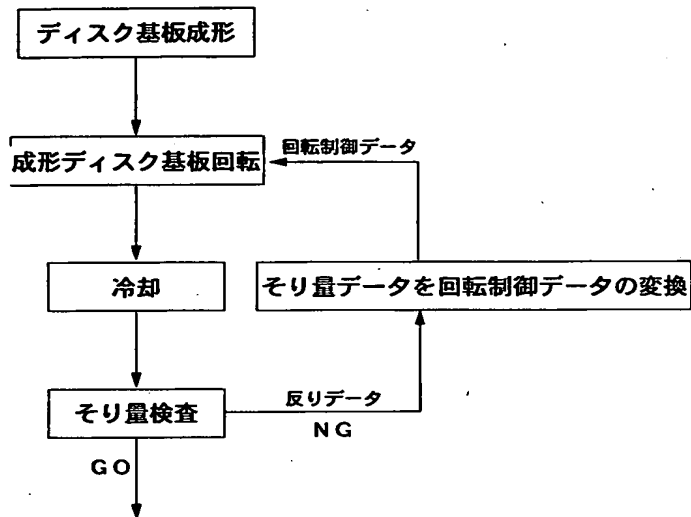 ディスク基板成形
成形ディスク基板回転
回転制御データ
冷却
そり量データを回転制御データの変換
そり量検査
反りデータ
NG
GO